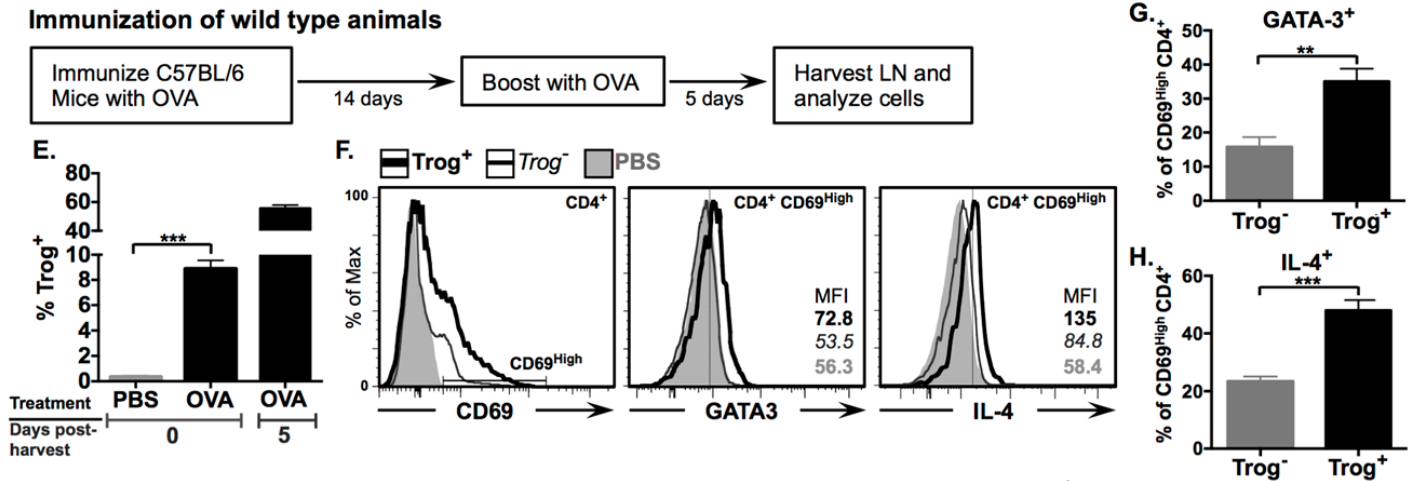 Immunization of wild type animals
Immunize C57BL/6
Mice with OVA
14 days
Boost with OVA
5 days
Harvest LN and
analyze cells
E.
% Trog+
80
60
40
10
8
6
4
2
0
***
Treatment
PBS
OVA
OVA
Days post-
harvest
0
5
F.
Trog+
Trog-
PBS
% of Max
100
0
CD4+
CD69High
CD69
CD4+ CD69High
MFI
72.8
53.5
56.3
GATA3
CD4+ CD69High
MFI
135
84.8
58.4
IL-4
G.
GATA-3+
% of CD69High CD4+
50
40
30
20
10
0
**
Trog-
Trog+
H.
IL-4+
% of CD69High CD4+
60
40
20
0
***
Trog-
Trog+